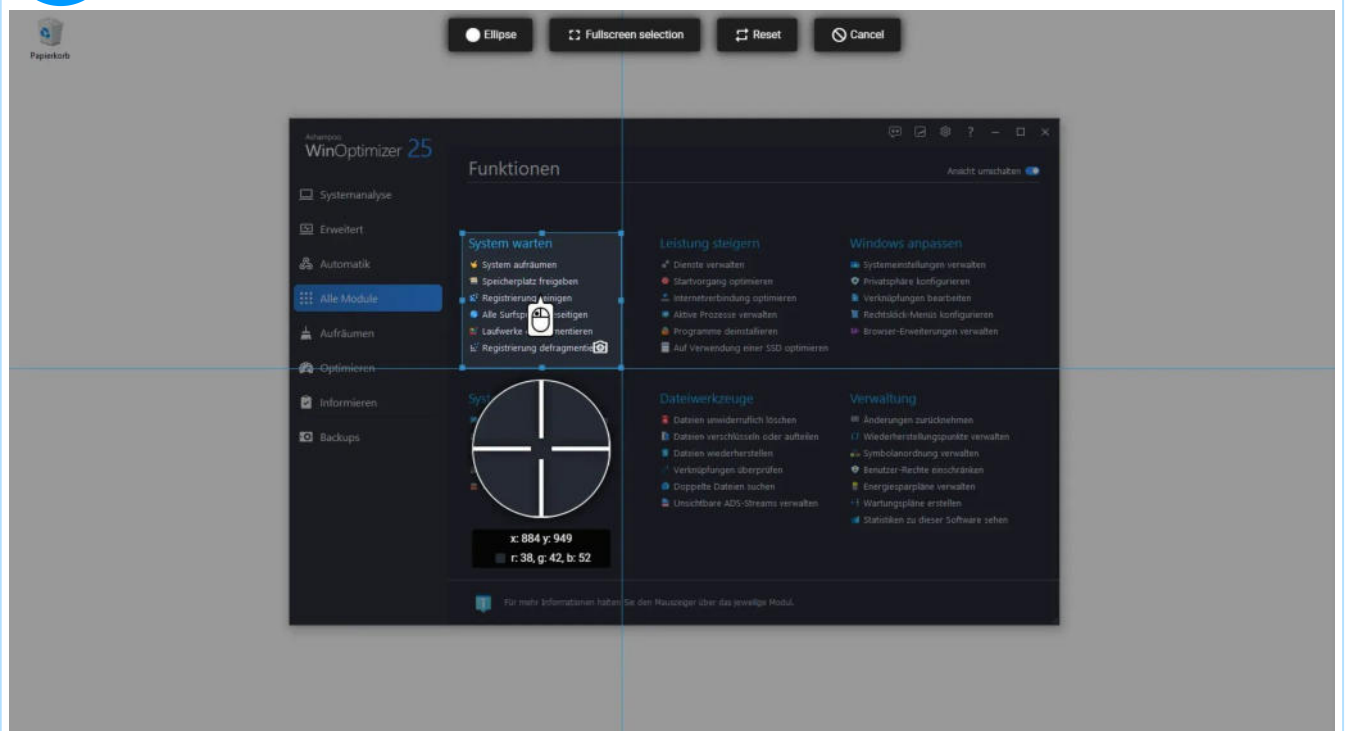 Papierkorb
Ellipse
Fullscreen selection
Reset
Cancel
Ashampoo
WinOptimizer 25
Funktionen
Ansicht umschalten
Systemanalyse
Erweitert
Automatik
Alle Module
Aufräumen
Optimieren
Informieren
Backups
System warten
System aufräumen
Speicherplatz freigeben
Registrierung reinigen
Alle Surfsp eseitigen
Laufwerke mentieren
Registrierung defragmentie
Leistung steigern
Dienste verwalten
Startvorgang optimieren
Internetverbindung optimieren
Aktive Prozesse verwalten
Programme deinstallieren
Auf Verwendung einer SSD optimieren
Windows anpassen
Systemeinstellungen verwalten
Privatsphäre konfigurieren
Verknüpfungen bearbeiten
Rechtsklick-Menüs konfigurieren
Browser-Erweiterungen verwalten
Syst
x: 884 y: 949
r: 38, g: 42, b: 52
Dateiwerkzeuge
Dateien unwiderruflich löschen
Dateien verschlüsseln oder aufteilen
Dateien wiederherstellen
Verknüpfungen überprüfen
Doppelte Dateien suchen
Unsichtbare ADS-Streams verwalten
Verwaltung
Änderungen zurücknehmen
Wiederherstellungspunkte verwalten
Symbolanordnung verwalten
Benutzer-Rechte einschränken
Energiesparpläne verwalten
Wartungspläne erstellen
Statistiken zu dieser Software sehen
Für mehr Informationen halten Sie den Mauszeiger über das jeweilige Modul.